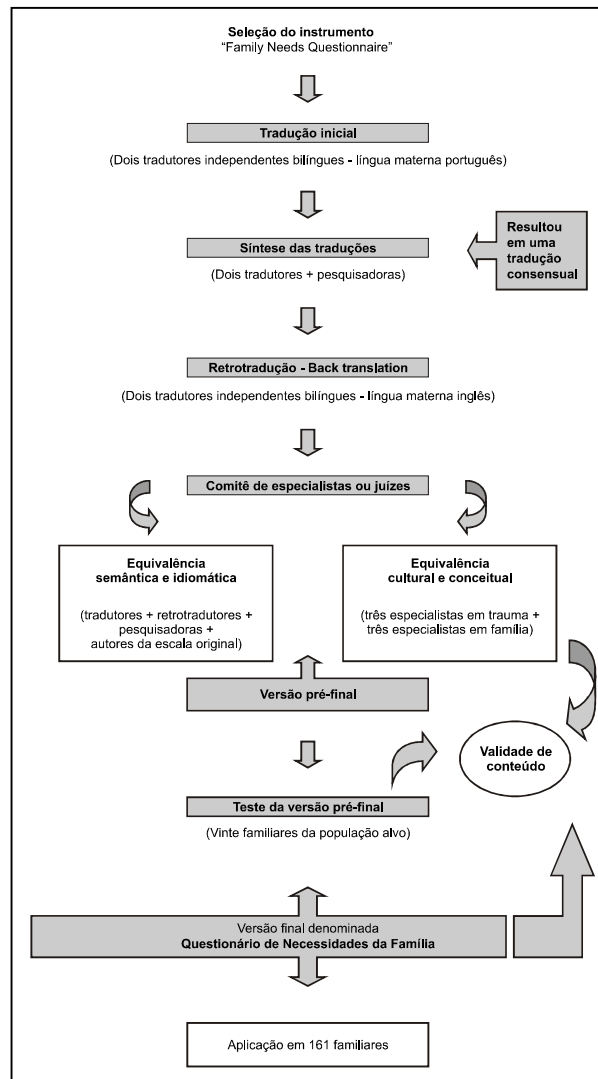 Seleção do instrumento
“Family Needs Questionnaire”
Tradução inicial
(Dois tradutores independentes bilíngues - língua materna português)
Síntese das traduções
(Dois tradutores + pesquisadoras)
Resultou
em uma
tradução
consensual
Retrotradução - Back translation
(Dois tradutores independentes bilíngues - língua materna inglês)
Comitê de especialistas ou juízes
Equivalência
semântica e idiomática
(tradutores + retrotradutores +
pesquisadoras +
autores da escala original)
Equivalência
cultural e conceitual
(três especialistas em trauma +
três especialistas em família)
Versão pré-final
Validade de
conteúdo
Teste da versão pré-final
(Vinte familiares da população alvo)
Versão final denominada
Questionário de Necessidades da Família
Aplicação em 161 familiares